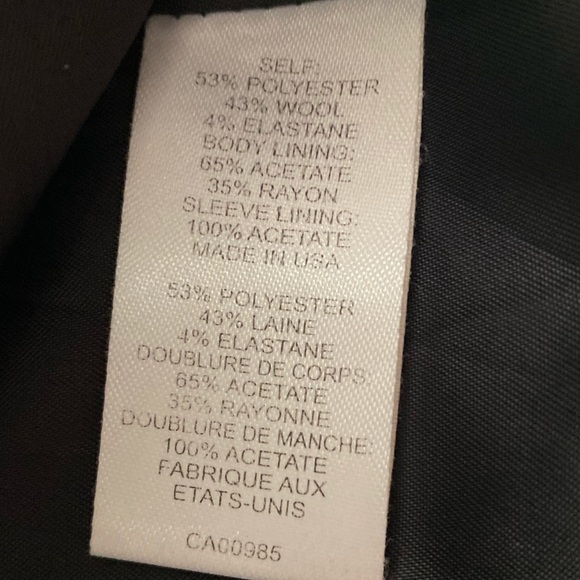 SELF:
53% POLYESTER
43% WOOL
4% ELASTANE
BODY LINING:
65% ACETATE
35% RAYON
SLEEVE LINING:
100% ACETATE
MADE IN USA
53% POLYESTER
43% LAINE
4% ELASTANE
DOUBLURE DE CORPS:
65% ACETATE
35% RAYONNE
DOUBLURE DE MANCHE:
100% ACETATE
FABRIQUE AUX
ETATS-UNIS
CA00985